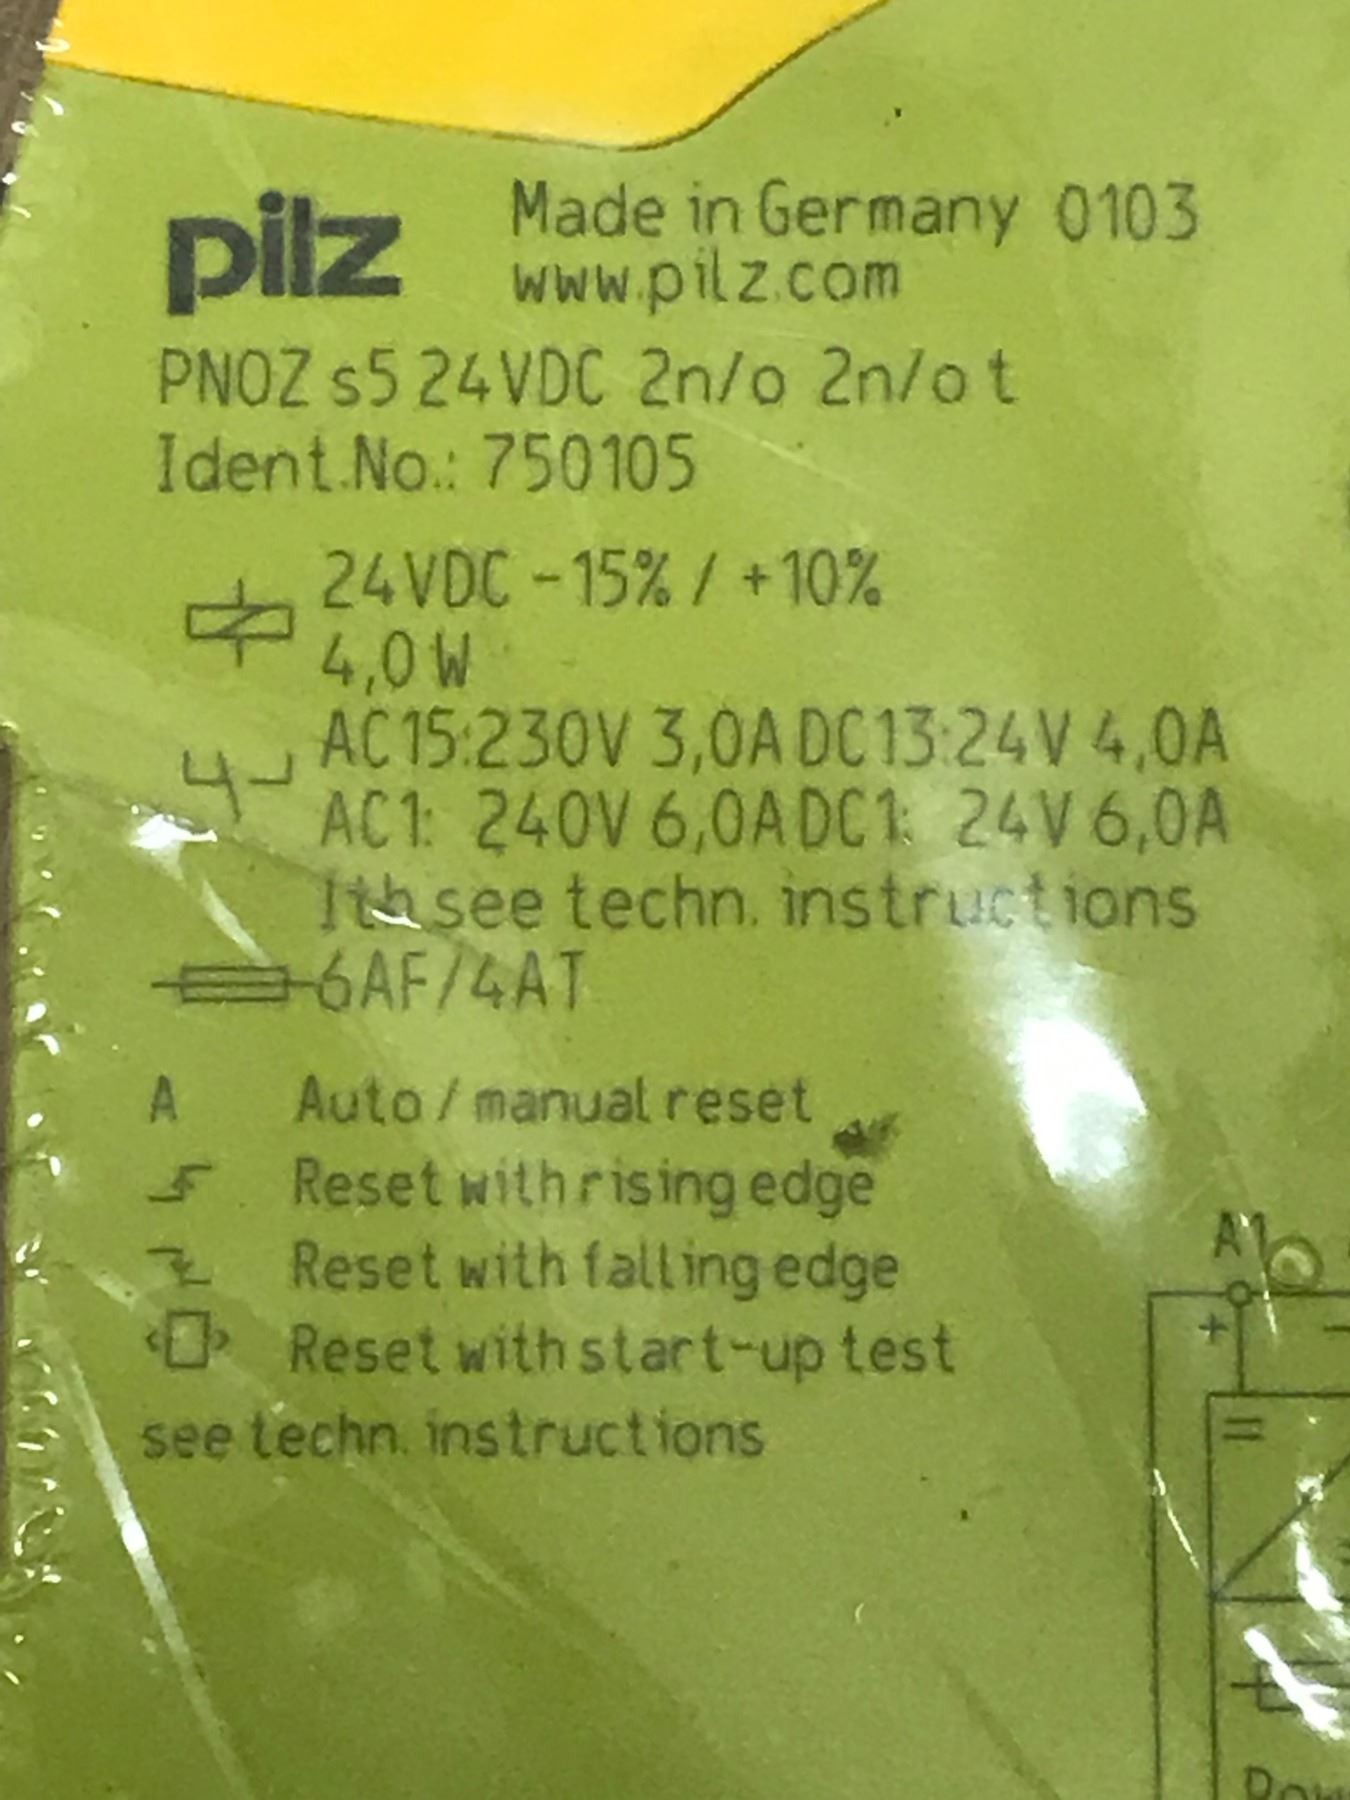 pilz
Made in Germany 0103
www.pilz.com
PNOZ s5 24VDC 2n/o 2n/o t
Ident.No.: 750105
24VDC -15% / +10%
4,0W
AC15:230V 3,0A DC13:24V 4,0A
AC1: 240V 6,0A DC1: 24V 6,0A
Ith see techn. instructions
6AF/4AT
A Auto / manual reset
Reset with rising edge
Reset with falling edge
Reset with start-up test
see techn. instructions
A1
+
=